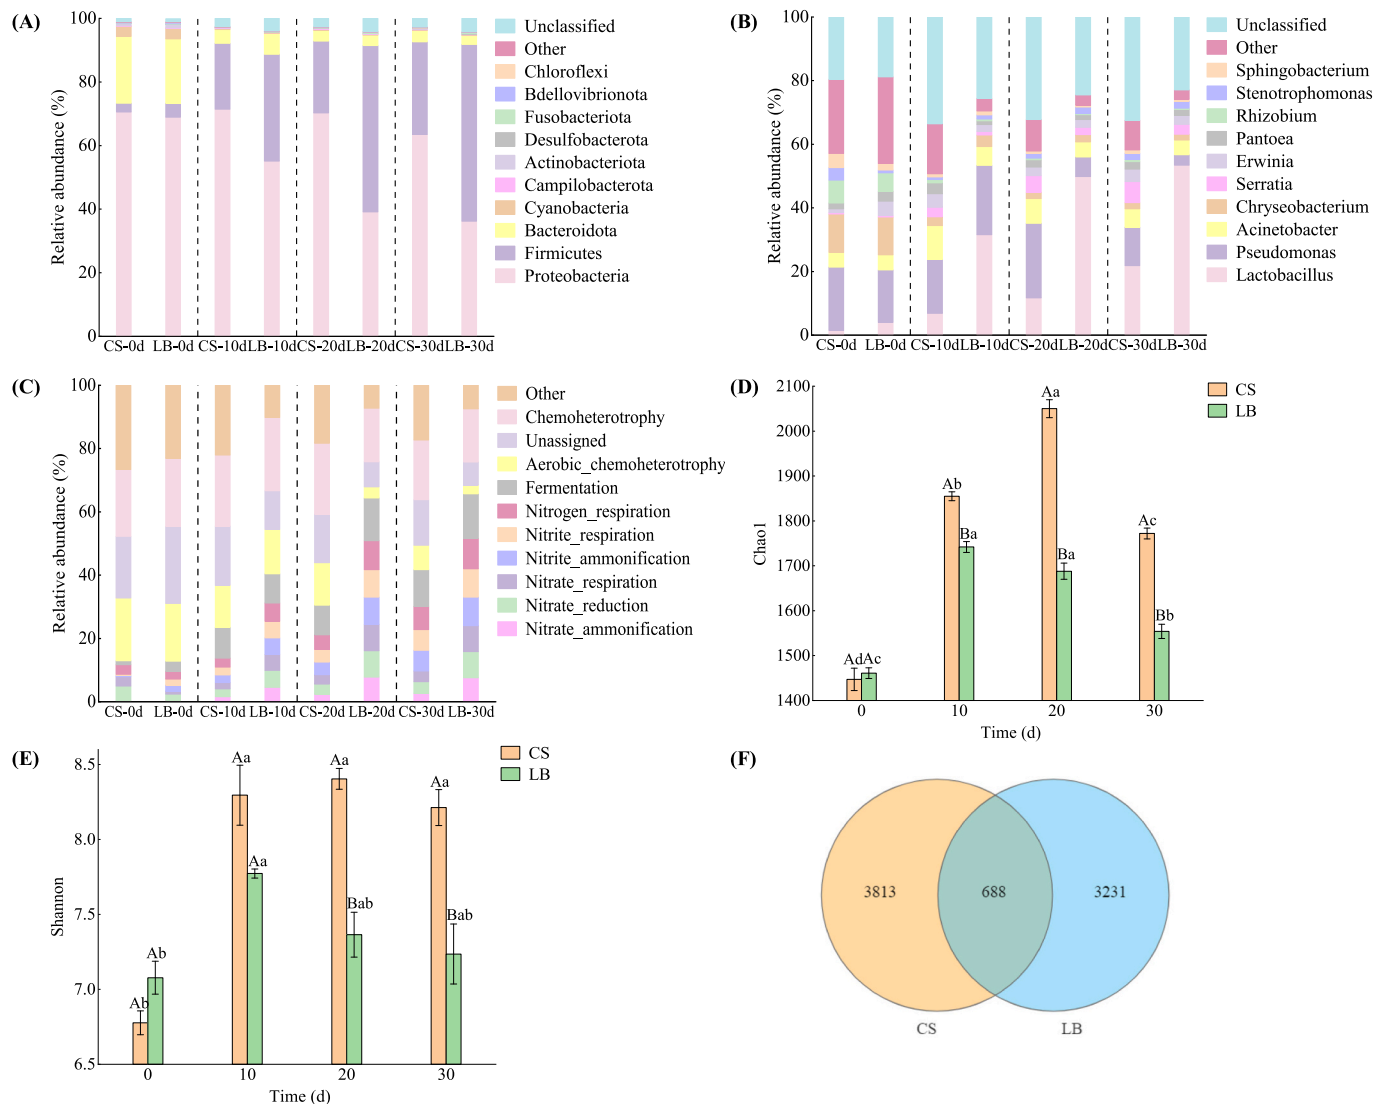 (A)
Relative abundance (%)
100
80
60
40
20
0
CS-0d LB-0d CS-10d LB-10d CS-20d LB-20d CS-30d LB-30d
Unclassified
Other
Chloroflexi
Bdellovibrionota
Fusobacteriota
Desulfobacterota
Actinobacteriota
Campilobacterota
Cyanobacteria
Bacteroidota
Firmicutes
Proteobacteria
(B)
Relative abundance (%)
100
80
60
40
20
0
CS-0d LB-0d CS-10d LB-10d CS-20d LB-20d CS-30d LB-30d
Unclassified
Other
Sphingobacterium
Stenotrophomonas
Rhizobium
Pantoea
Erwinia
Serratia
Chryseobacterium
Acinetobacter
Pseudomonas
Lactobacillus
(C)
Relative abundance (%)
100
80
60
40
20
0
CS-0d LB-0d CS-10d LB-10d CS-20d LB-20d CS-30d LB-30d
Other
Chemoheterotrophy
Unassigned
Aerobic_chemoheterotrophy
Fermentation
Nitrogen_respiration
Nitrite_respiration
Nitrite_ammonification
Nitrate_respiration
Nitrate_reduction
Nitrate_ammonification
(D)
Chao1
2100
2000
1900
1800
1700
1600
1500
1400
Ad Ac
Ab
Ba
Aa
Ba
Ac
Bb
0 10 20 30
Time (d)
CS
LB
(E)
Shannon
8.5
8.0
7.5
7.0
6.5
Ab
Ab
Aa
Aa
Aa
Bab
Aa
Bab
0 10 20 30
Time (d)
CS
LB
(F)
3813 688 3231
CS LB